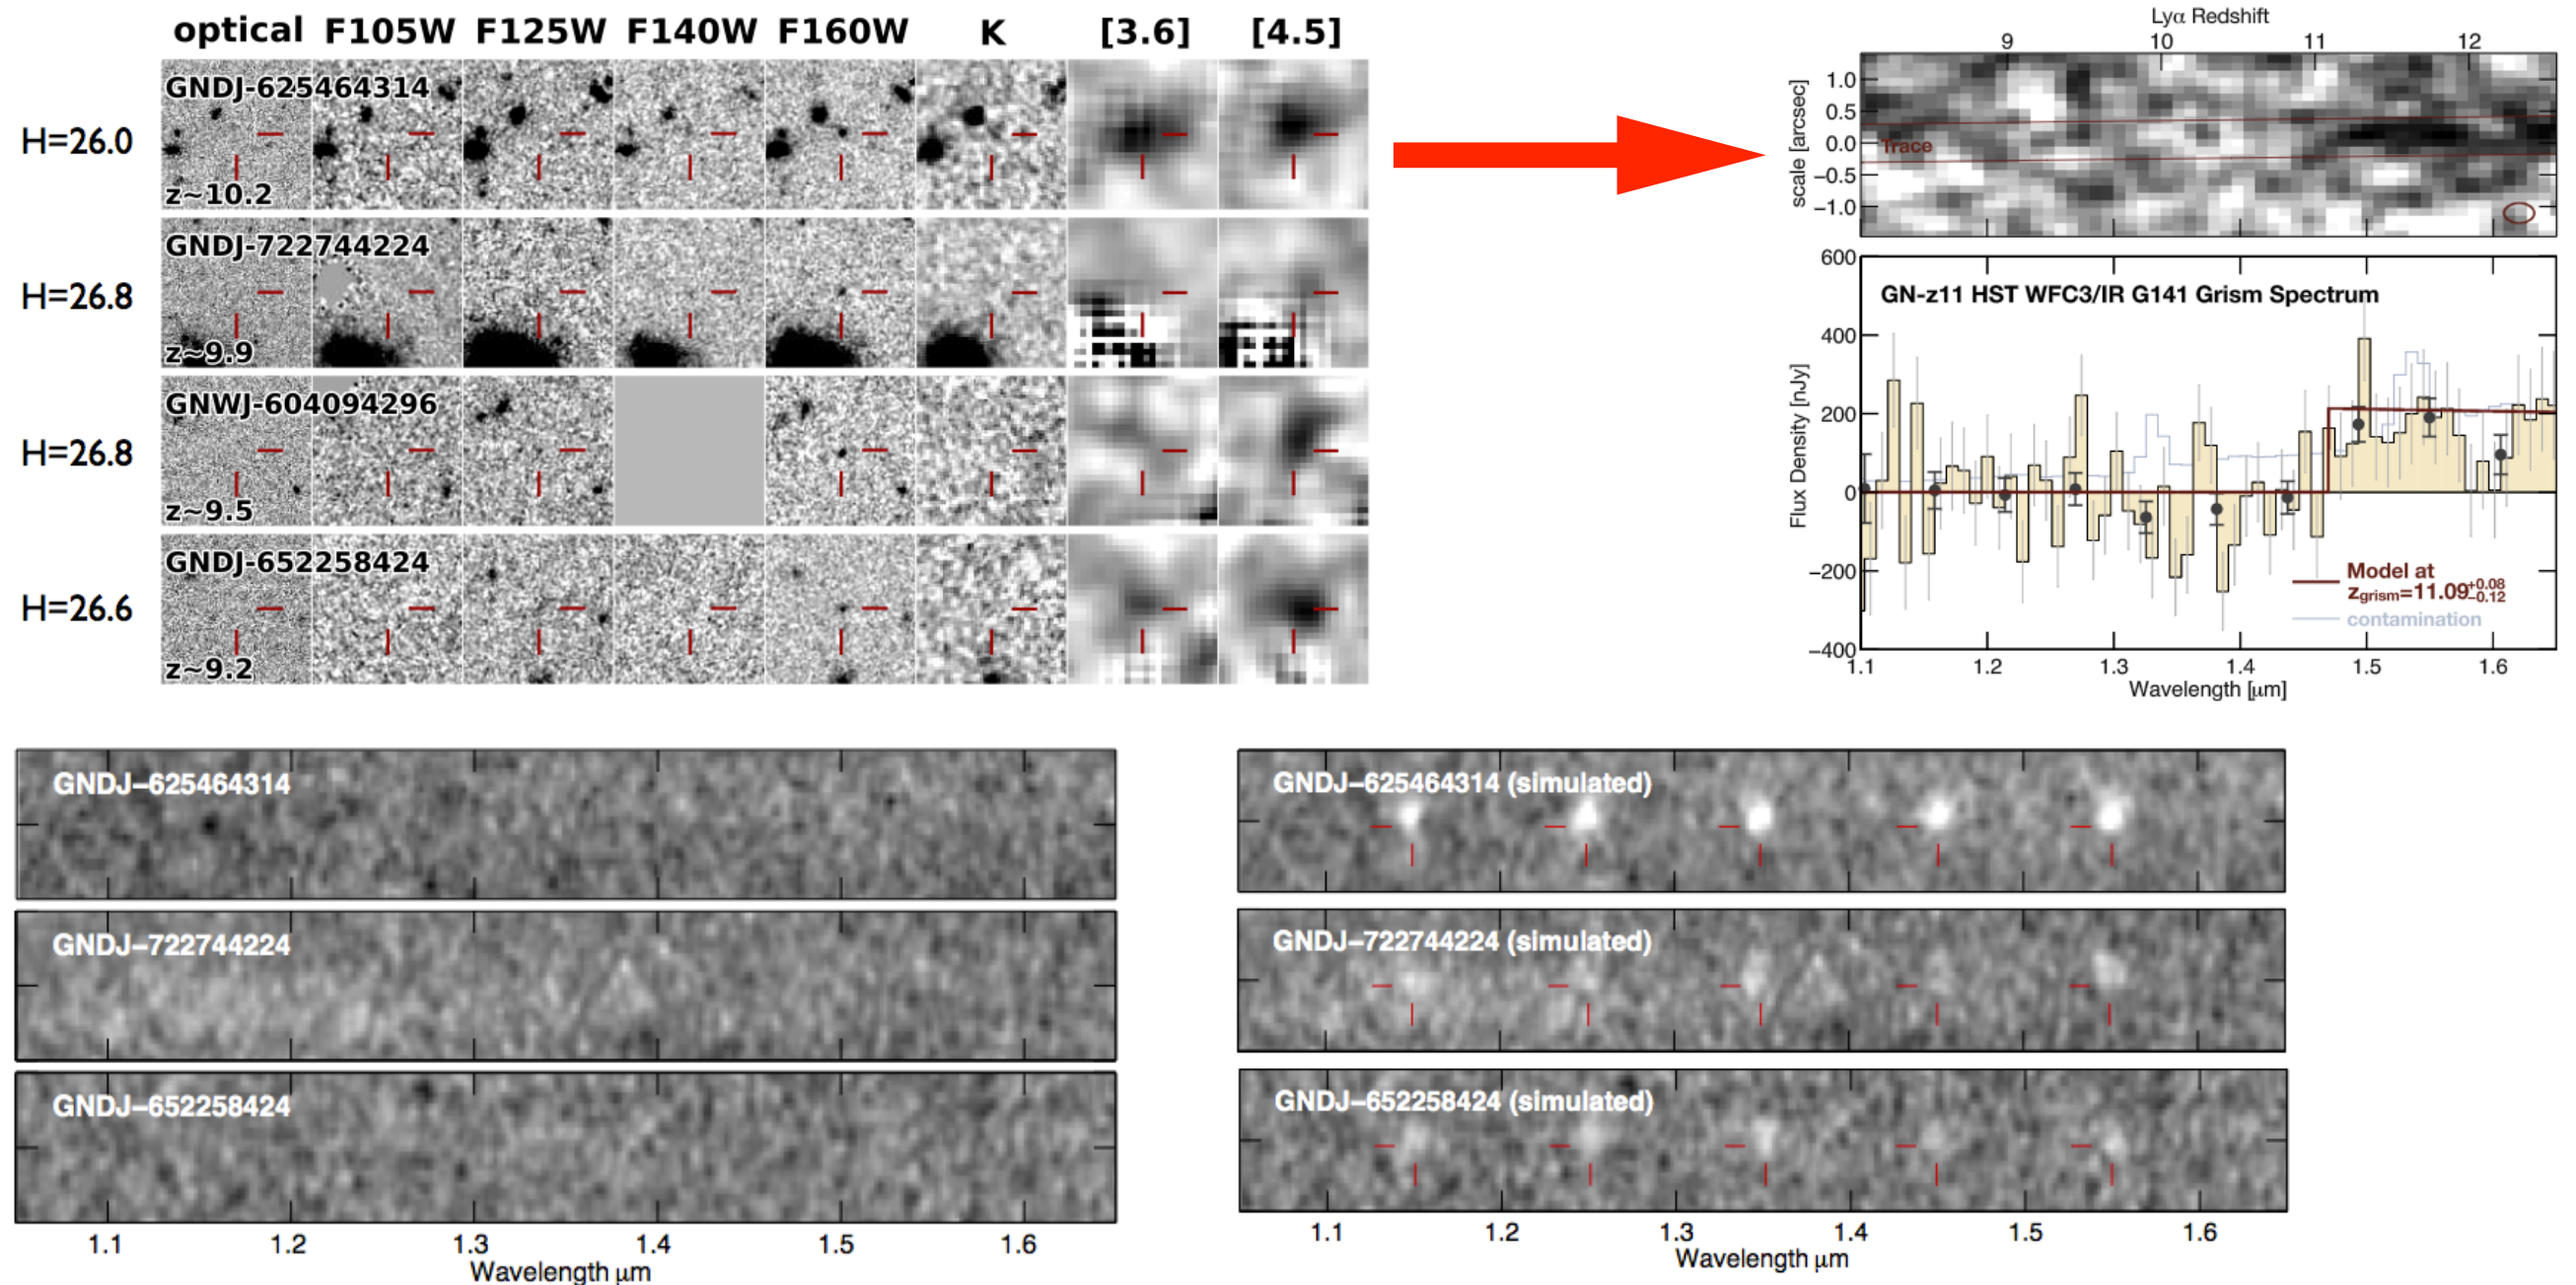 optical F105W F125W F140W F160W K [3.6] [4.5]
H=26.0
GNDJ-625464314
z~10.2
H=26.8
GNDJ-722744224
z~9.9
H=26.8
GNWJ-604094296
z~9.5
H=26.6
GNDJ-652258424
z~9.2
Lyα Redshift
9 10 11 12
scale [arcsec]
1.0
0.5
0.0
−0.5
−1.0
Trace
Flux Density [nJy]
600
400
200
0
−200
−400
GN-z11 HST WFC3/IR G141 Grism Spectrum
Model at
zgrism=11.09+0.08−0.12
contamination
1.1 1.2 1.3 1.4 1.5 1.6
Wavelength [μm]
GNDJ−625464314
GNDJ−722744224
GNDJ−652258424
1.1 1.2 1.3 1.4 1.5 1.6
Wavelength μm
GNDJ−625464314 (simulated)
GNDJ−722744224 (simulated)
GNDJ−652258424 (simulated)
1.1 1.2 1.3 1.4 1.5 1.6
Wavelength μm